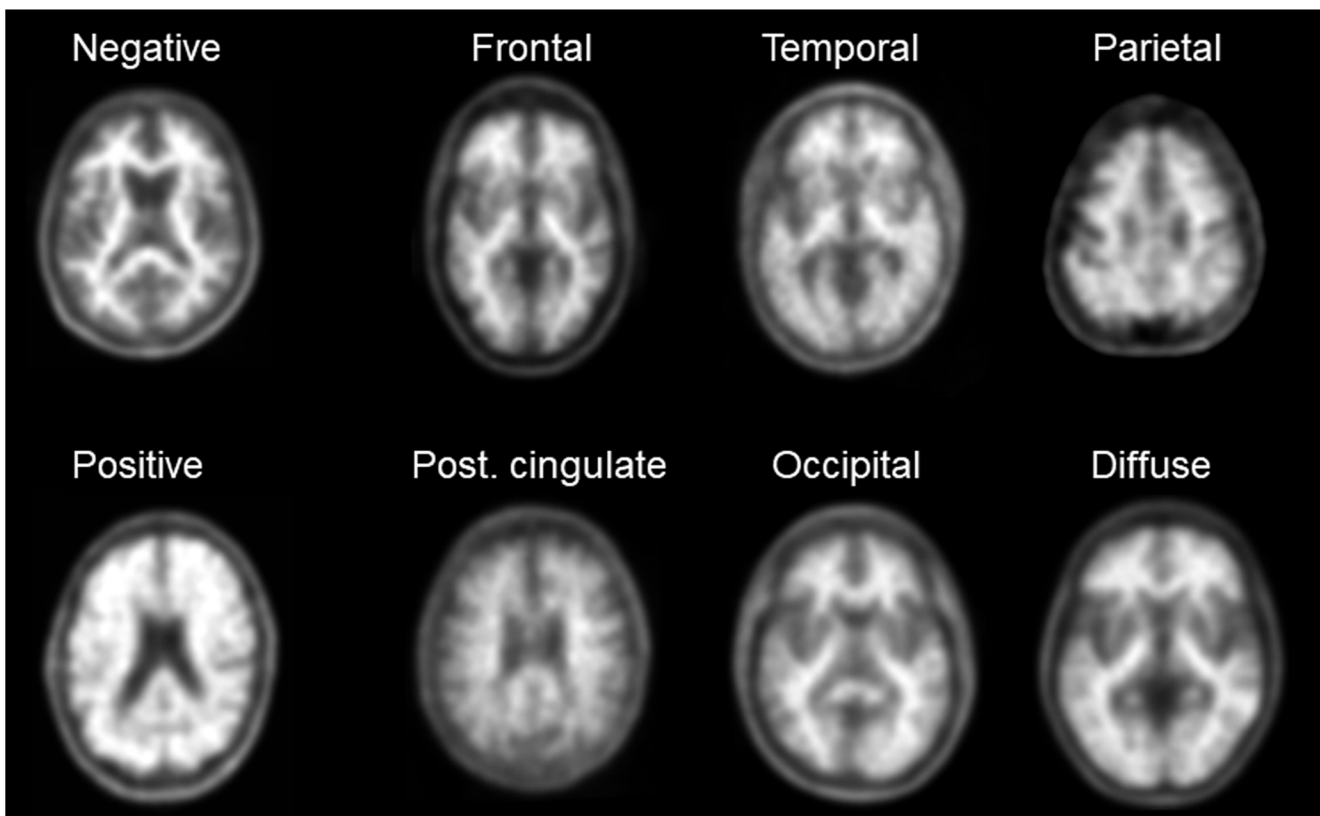 Negative
Frontal
Temporal
Parietal
Positive
Post. cingulate
Occipital
Diffuse